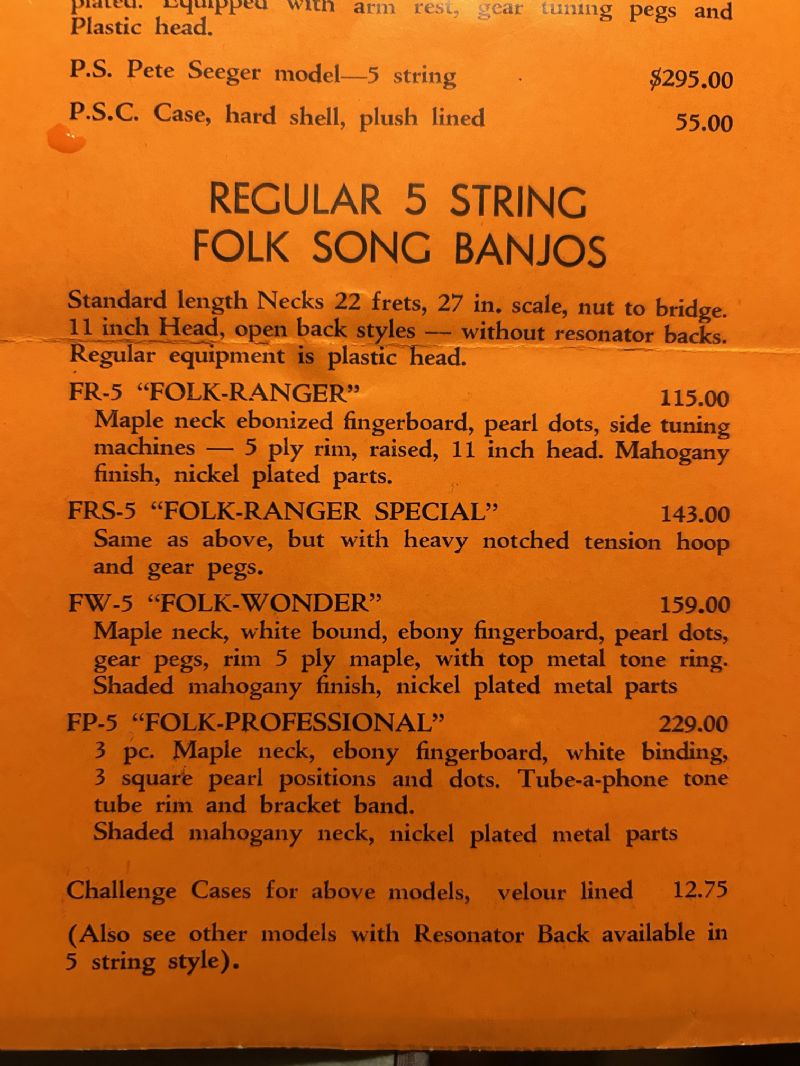 plated. Equipped with arm rest, gear tuning pegs and
Plastic head.
P.S. Pete Seeger model—5 string $295.00
P.S.C. Case, hard shell, plush lined 55.00
REGULAR 5 STRING
FOLK SONG BANJOS
Standard length Necks 22 frets, 27 in. scale, nut to bridge.
11 inch Head, open back styles — without resonator backs.
Regular equipment is plastic head.
FR-5 “FOLK-RANGER” 115.00
Maple neck ebonized fingerboard, pearl dots, side tuning
machines — 5 ply rim, raised, 11 inch head. Mahogany
finish, nickel plated parts.
FRS-5 “FOLK-RANGER SPECIAL” 143.00
Same as above, but with heavy notched tension hoop
and gear pegs.
FW-5 “FOLK-WONDER” 159.00
Maple neck, white bound, ebony fingerboard, pearl dots,
gear pegs, rim 5 ply maple, with top metal tone ring.
Shaded mahogany finish, nickel plated metal parts
FP-5 “FOLK-PROFESSIONAL” 229.00
3 pc. Maple neck, ebony fingerboard, white binding,
3 square pearl positions and dots. Tube-a-phone tone
tube rim and bracket band.
Shaded mahogany neck, nickel plated metal parts
Challenge Cases for above models, velour lined 12.75
(Also see other models with Resonator Back available in
5 string style).